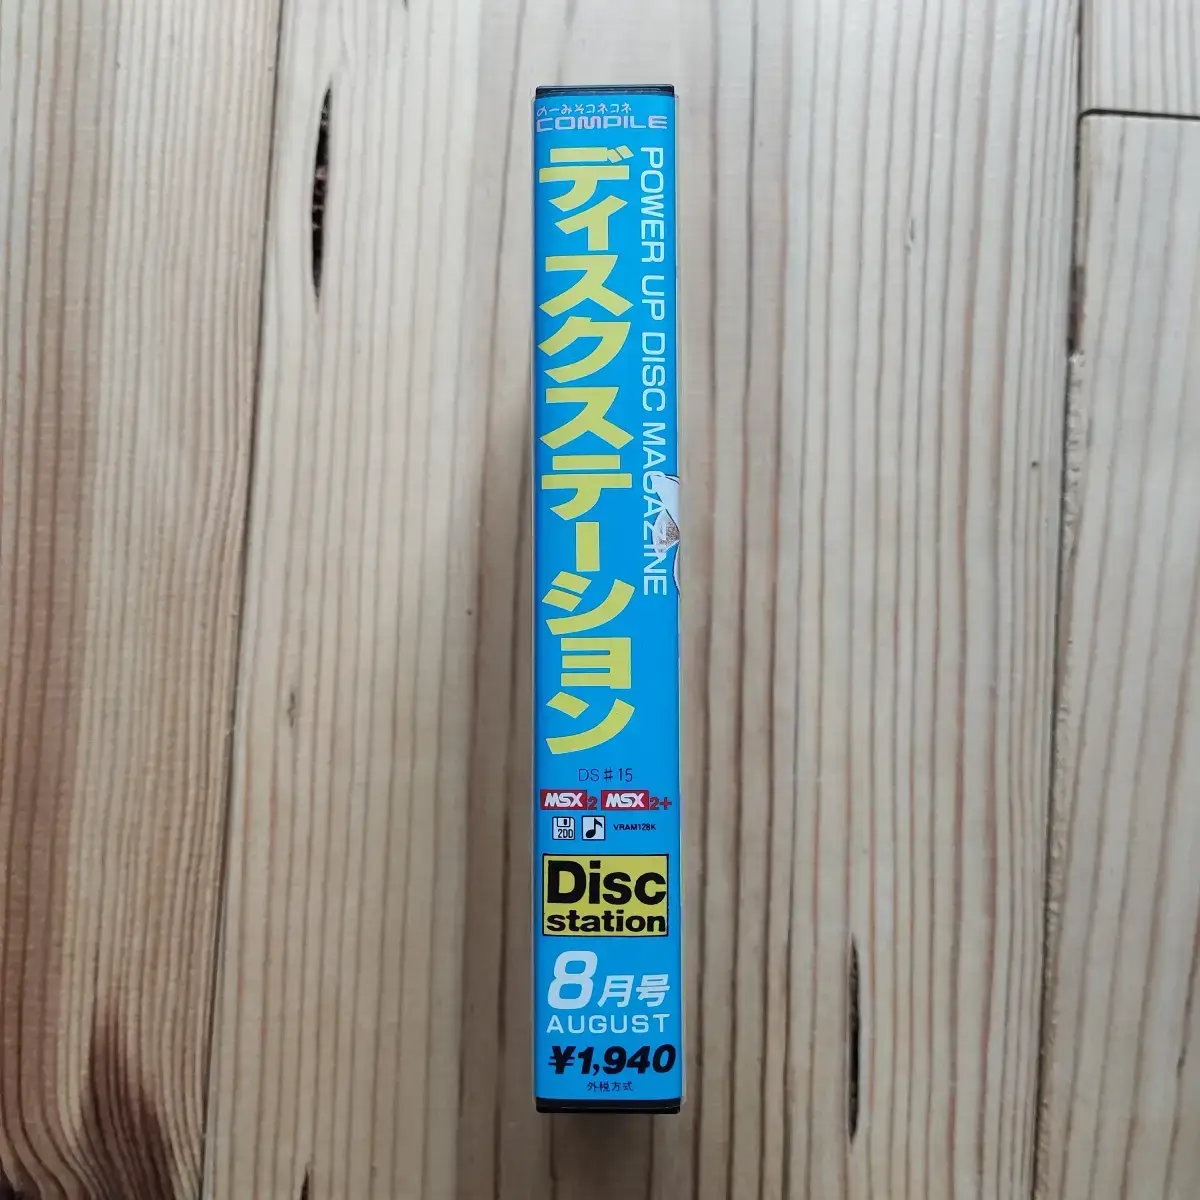 のーみそコネコネ
COMPILE
ディスクステーション
POWER UP DISC MAGAZINE
DS♯15
MSX2 MSX2+
2DD VRAM128K
Disc
station
8月号
AUGUST
¥1,940
外税方式